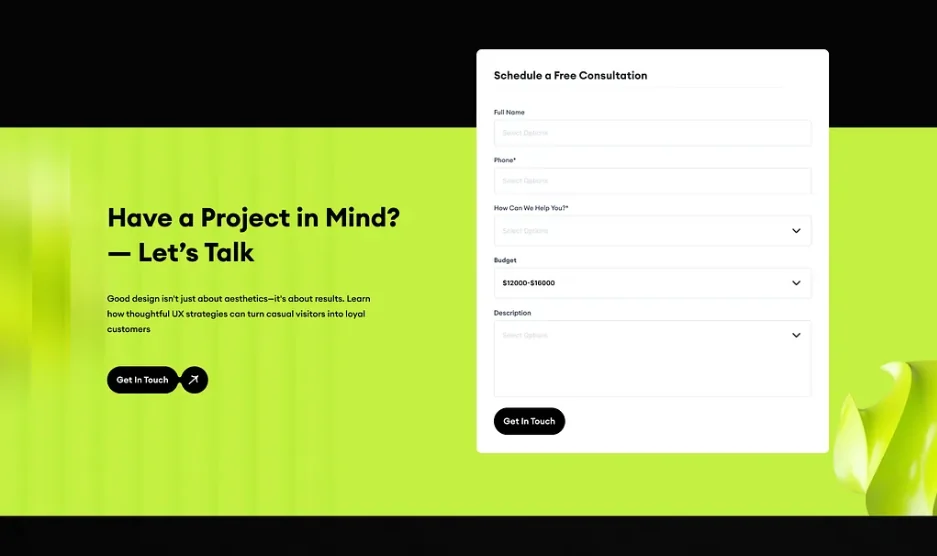 Have a Project in Mind?
— Let’s Talk
Good design isn't just about aesthetics—it's about results. Learn
how thoughtful UX strategies can turn casual visitors into loyal
customers
Get In Touch
Schedule a Free Consultation
Full Name
Select Options
Phone*
Select Options
How Can We Help You?*
Select Options
Budget
$12000-$16000
Description
Select Options
Get In Touch